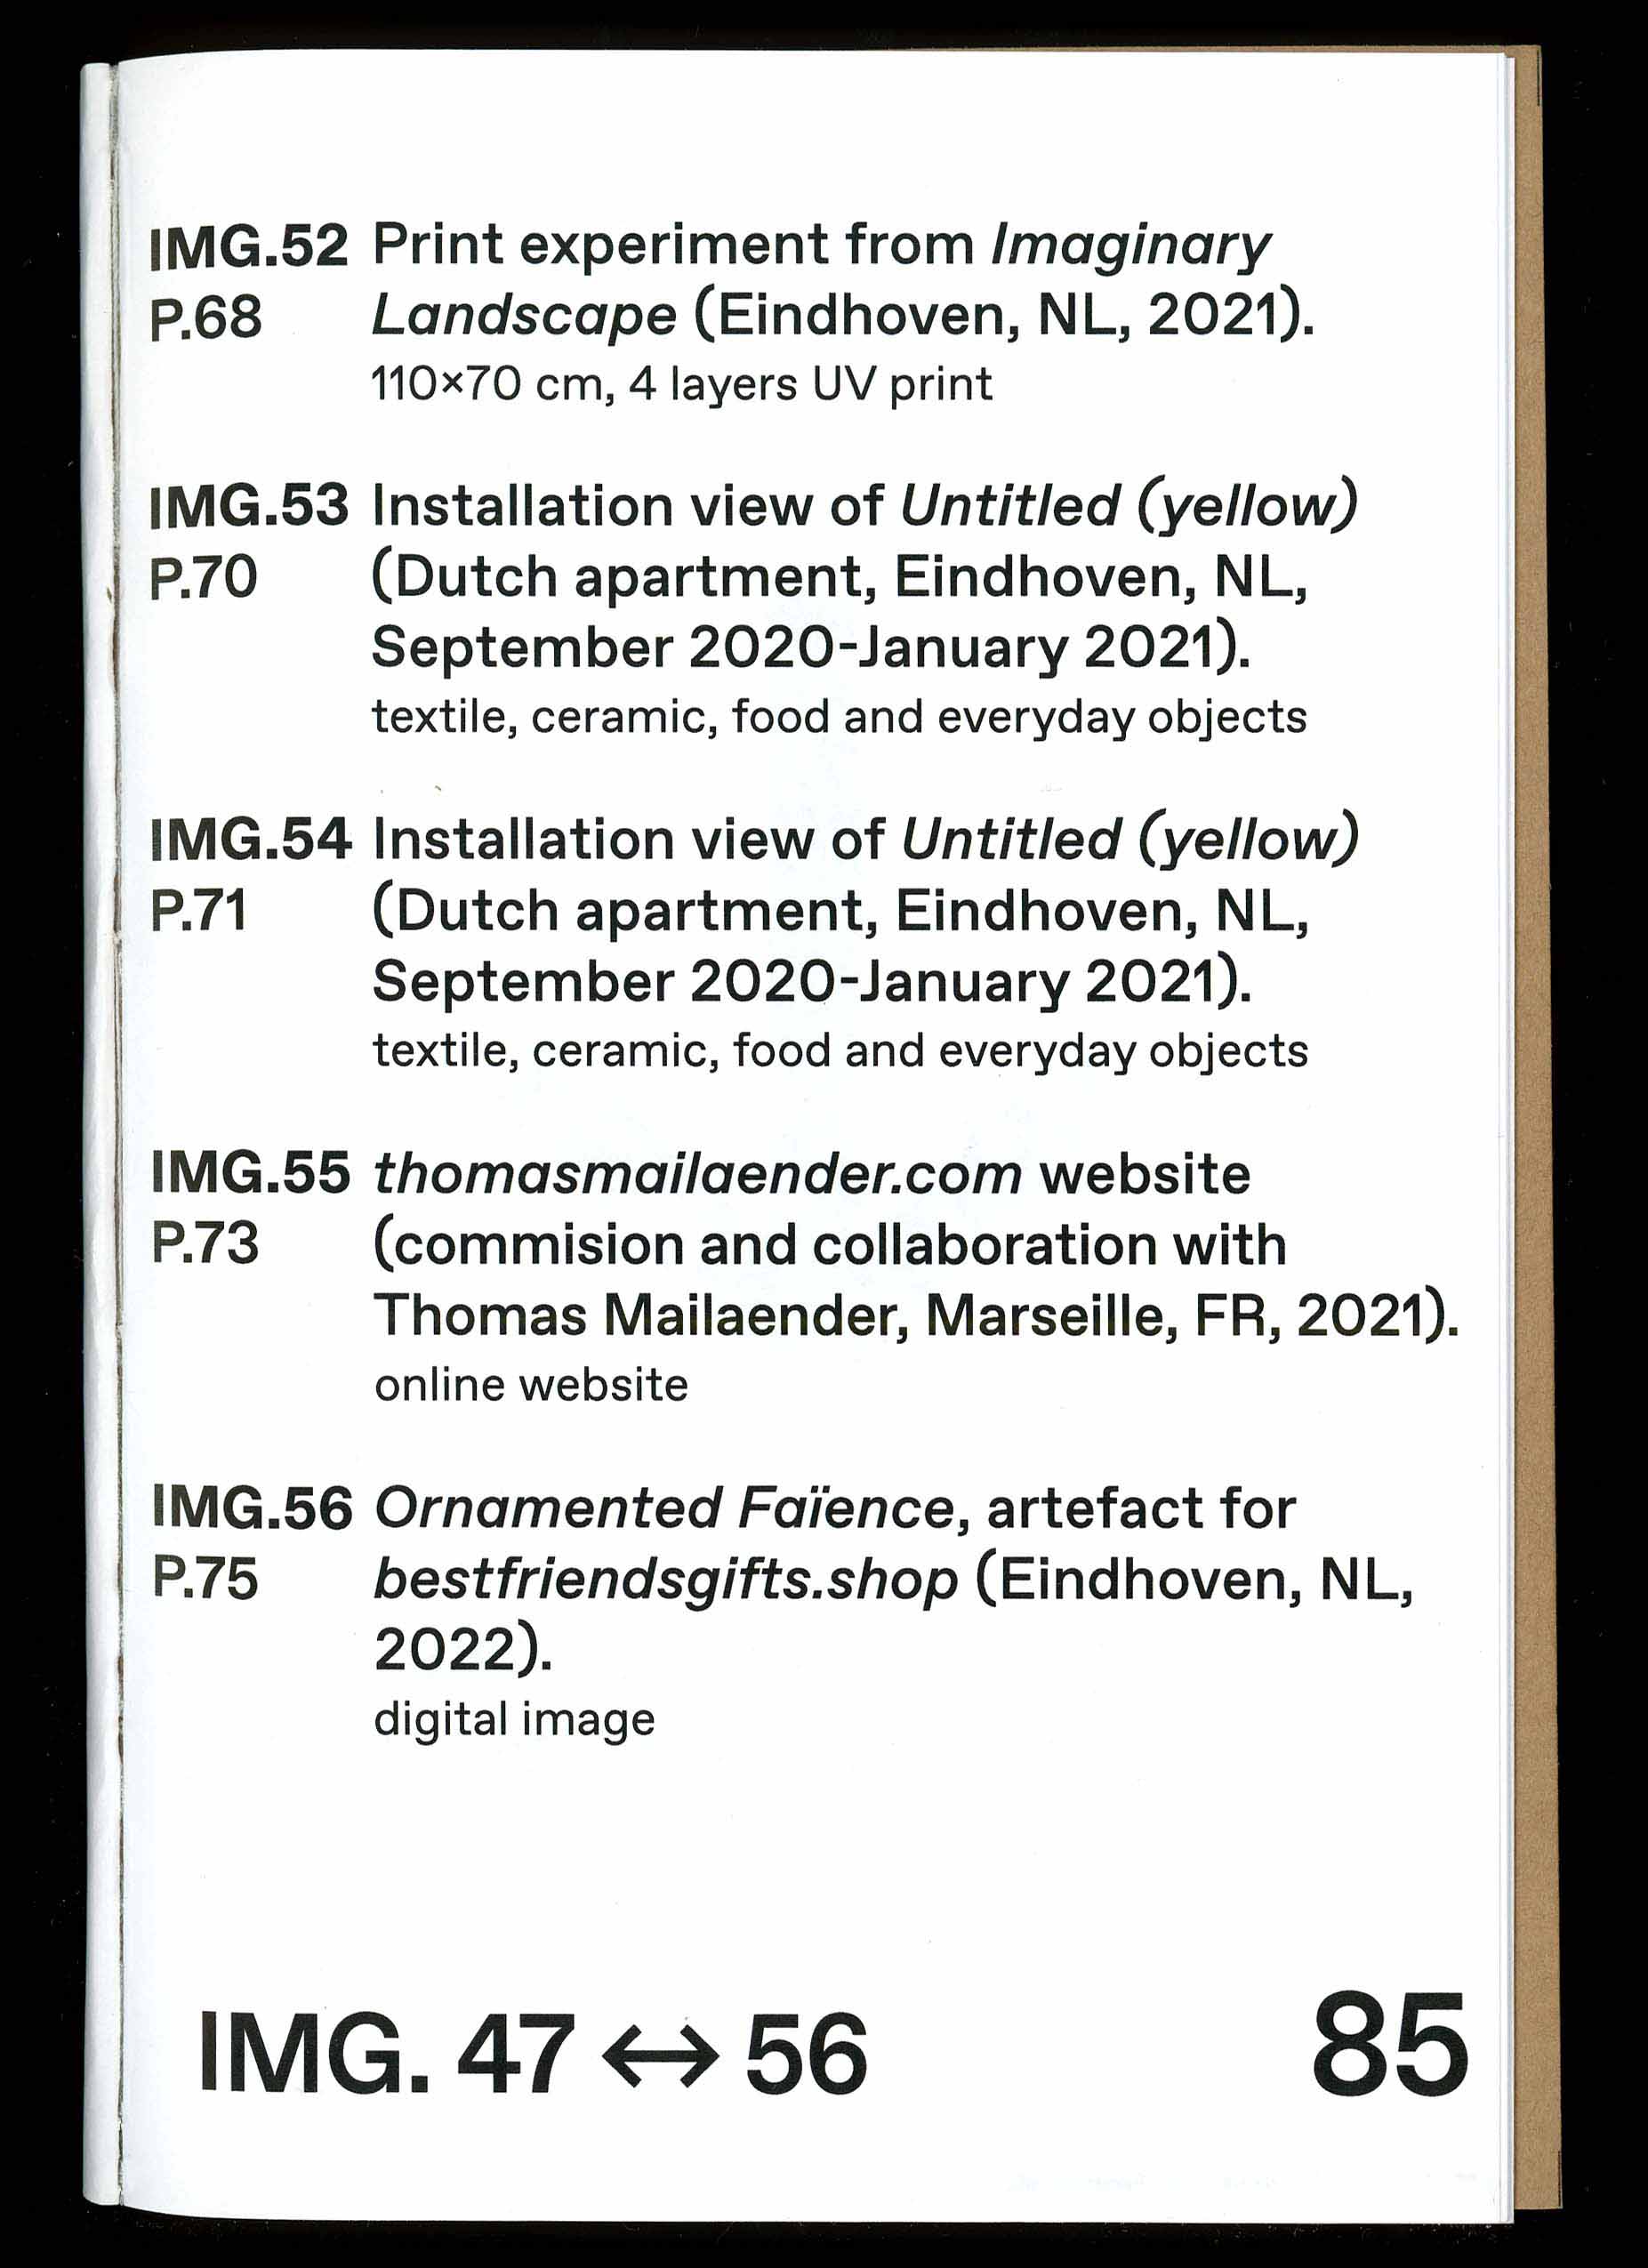 IMG.52 Print experiment from Imaginary
P.68 Landscape (Eindhoven, NL, 2021).
110×70 cm, 4 layers UV print
IMG.53 Installation view of Untitled (yellow)
P.70 (Dutch apartment, Eindhoven, NL,
September 2020-January 2021).
textile, ceramic, food and everyday objects
IMG.54 Installation view of Untitled (yellow)
P.71 (Dutch apartment, Eindhoven, NL,
September 2020-January 2021).
textile, ceramic, food and everyday objects
IMG.55 thomasmailaender.com website
P.73 (commision and collaboration with
Thomas Mailaender, Marseille, FR, 2021).
online website
IMG.56 Ornamented Faïence, artefact for
P.75 bestfriendsgifts.shop (Eindhoven, NL,
2022).
digital image
IMG. 47 ↔ 56 85